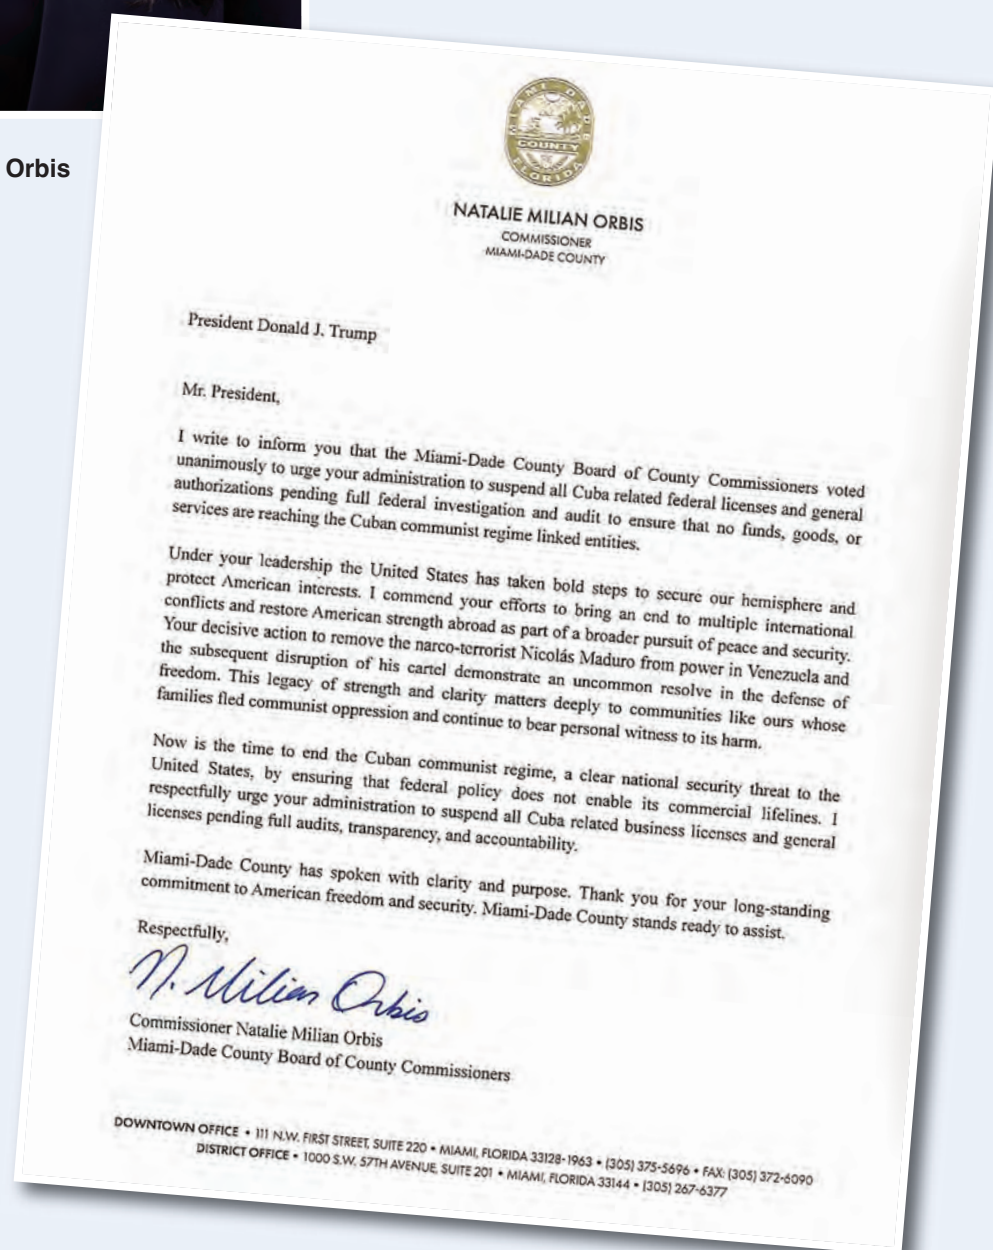 Orbis
MIAMI DADE
COUNTY
FLORIDA
NATALIE MILIAN ORBIS
COMMISSIONER
MIAMI-DADE COUNTY
President Donald J. Trump
Mr. President,
I write to inform you that the Miami-Dade County Board of County Commissioners voted
unanimously to urge your administration to suspend all Cuba related federal licenses and general
authorizations pending full federal investigation and audit to ensure that no funds, goods, or
services are reaching the Cuban communist regime linked entities.
Under your leadership the United States has taken bold steps to secure our hemisphere and
protect American interests. I commend your efforts to bring an end to multiple international
conflicts and restore American strength abroad as part of a broader pursuit of peace and security.
Your decisive action to remove the narco-terrorist Nicolás Maduro from power in Venezuela and
the subsequent disruption of his cartel demonstrate an uncommon resolve in the defense of
freedom. This legacy of strength and clarity matters deeply to communities like ours whose
families fled communist oppression and continue to bear personal witness to its harm.
Now is the time to end the Cuban communist regime, a clear national security threat to the
United States, by ensuring that federal policy does not enable its commercial lifelines. I
respectfully urge your administration to suspend all Cuba related business licenses and general
licenses pending full audits, transparency, and accountability.
Miami-Dade County has spoken with clarity and purpose. Thank you for your long-standing
commitment to American freedom and security. Miami-Dade County stands ready to assist.
Respectfully,
N. Milian Orbis
Commissioner Natalie Milian Orbis
Miami-Dade County Board of County Commissioners
DOWNTOWN OFFICE • 111 N.W. FIRST STREET, SUITE 220 • MIAMI, FLORIDA 33128-1963 • (305) 375-5696 • FAX: (305) 372-6090
DISTRICT OFFICE • 1000 S.W. 57TH AVENUE, SUITE 201 • MIAMI, FLORIDA 33144 • (305) 267-6377